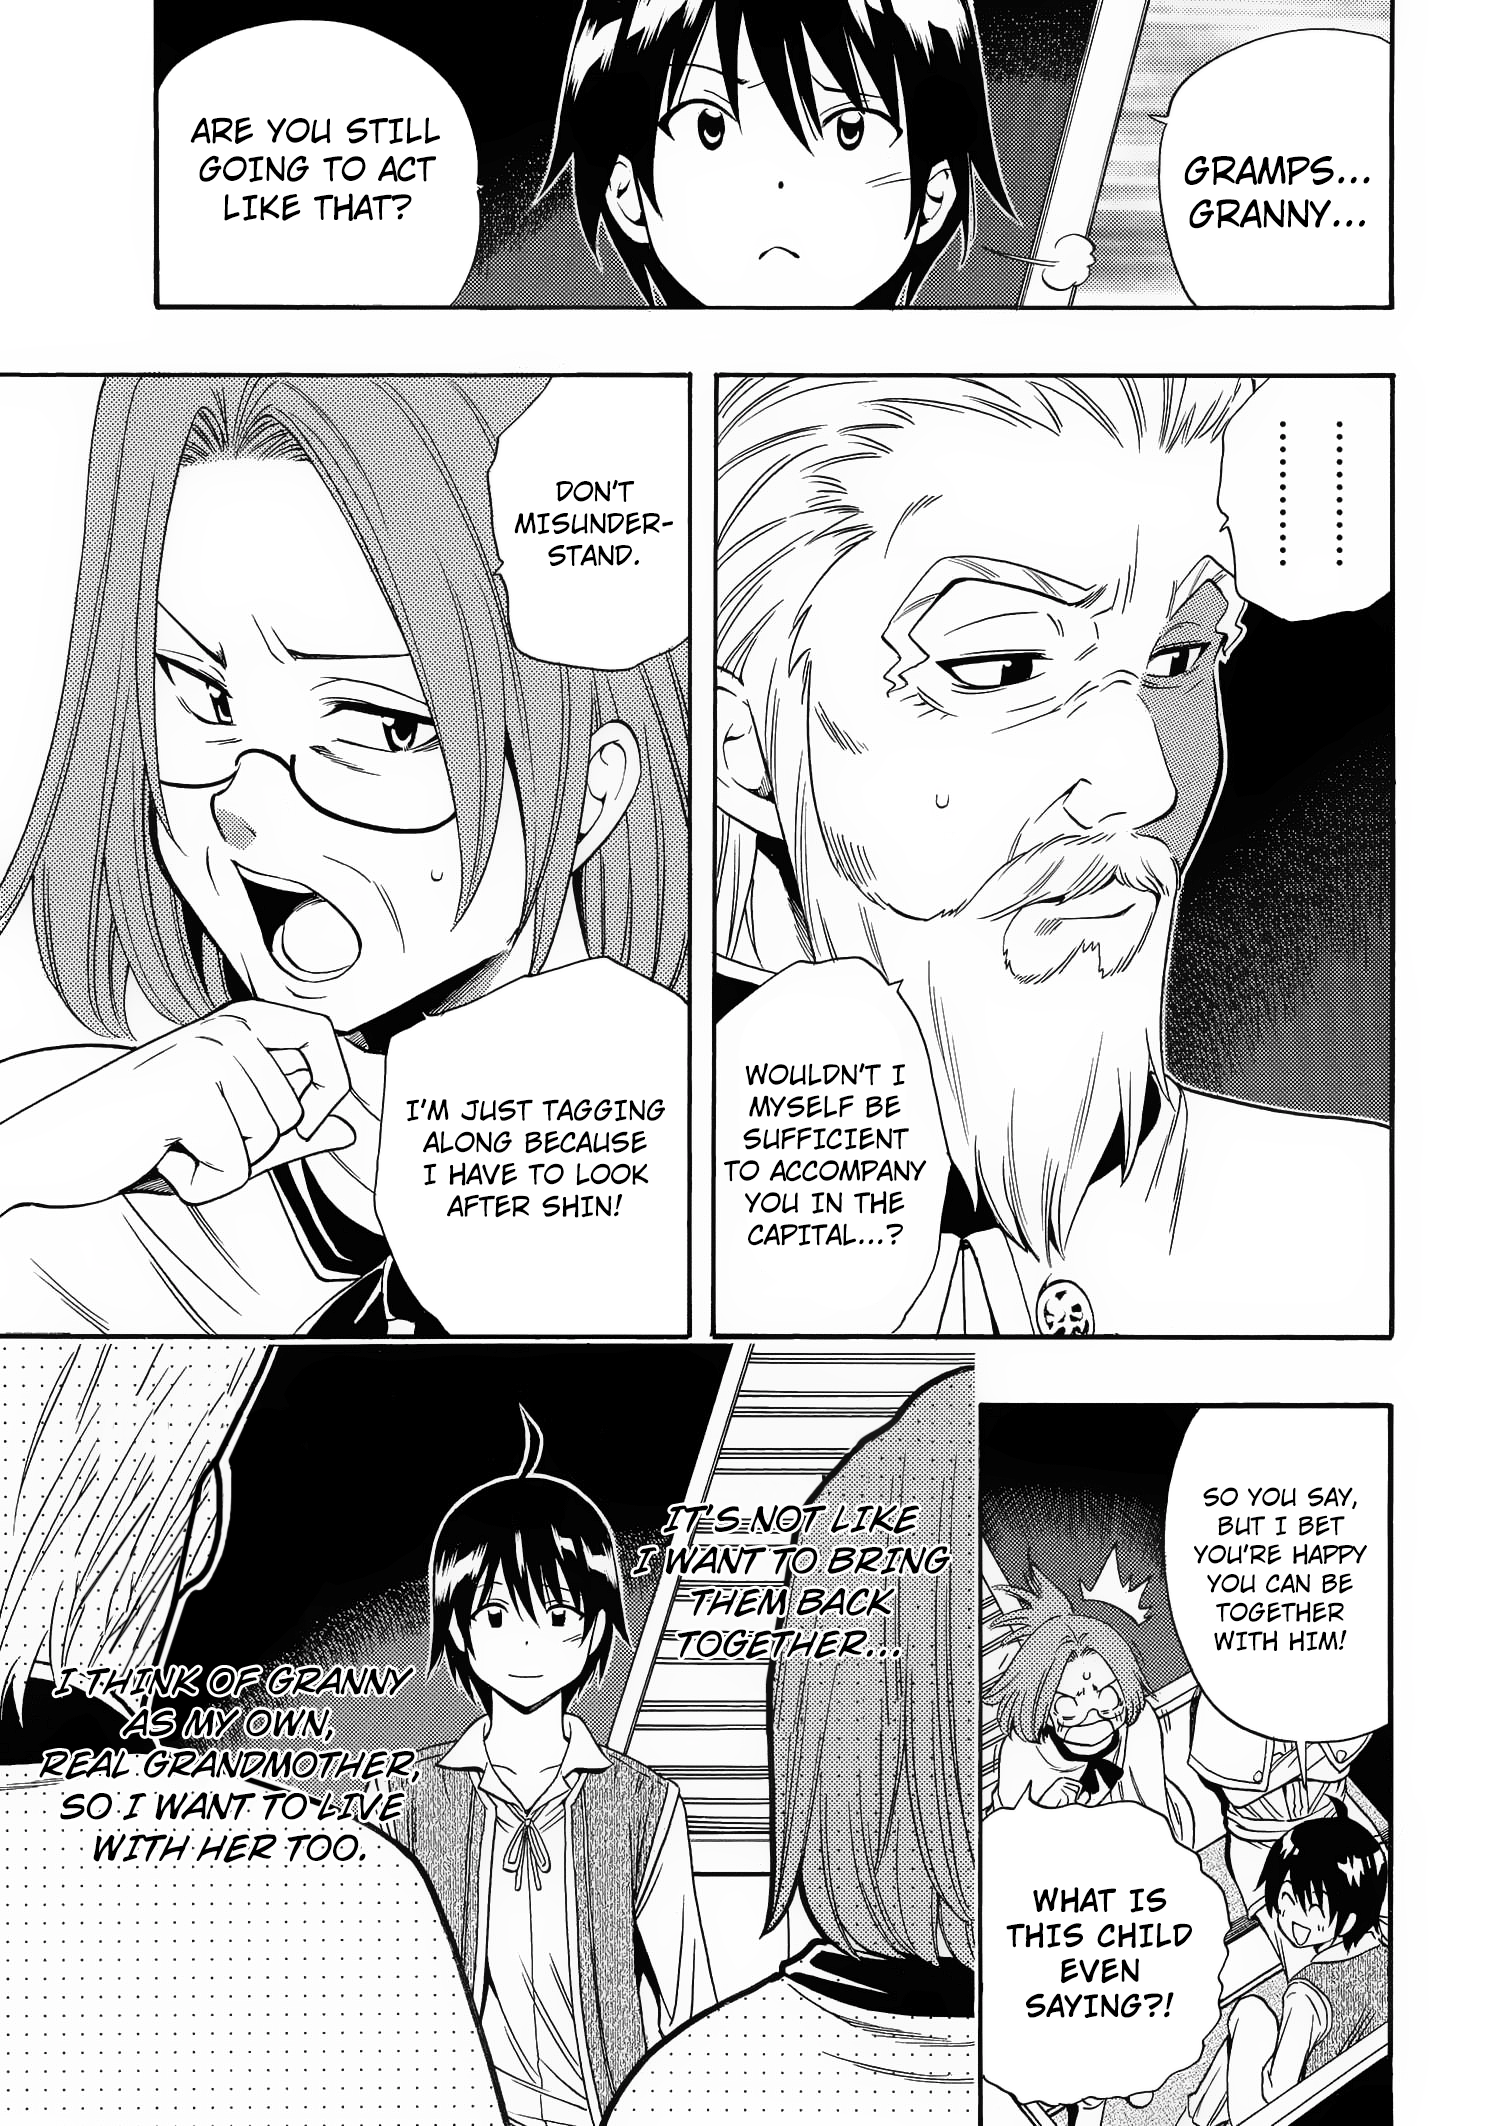 GRAMPS...
GRANNY...
ARE YOU STILL
GOING TO ACT
LIKE THAT?
WOULDN'T I
MYSELF BE
SUFFICIENT
TO ACCOMPANY
YOU IN THE
CAPITAL...?
DON'T
MISUNDER-
STAND.
I'M JUST TAGGING
ALONG BECAUSE
I HAVE TO LOOK
AFTER SHIN!
SO YOU SAY,
BUT I BET
YOU'RE HAPPY
YOU CAN BE
TOGETHER
WITH HIM!
WHAT IS
THIS CHILD
EVEN
SAYING?!
IT'S NOT LIKE
I WANT TO BRING
THEM BACK
TOGETHER...
I THINK OF GRANNY
AS MY OWN,
REAL GRANDMOTHER,
SO I WANT TO LIVE
WITH HER TOO.